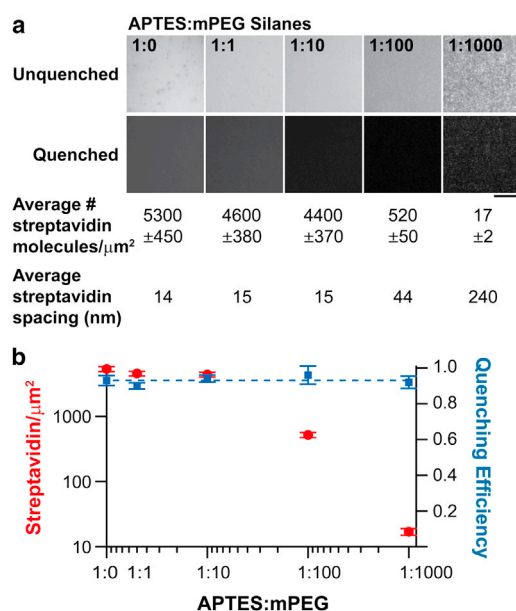 a
APTES:mPEG Silanes
1:0 1:1 1:10 1:100 1:1000
Unquenched
Quenched
Average #
streptavidin
molecules/μm²
5300 4600 4400 520 17
±450 ±380 ±370 ±50 ±2
Average
streptavidin
spacing (nm)
14 15 15 44 240
b
Streptavidin/μm²
1000
100
10
1.0
0.8
0.6
0.4
0.2
Quenching Efficiency
1:0 1:1 1:10 1:100 1:1000
APTES:mPEG